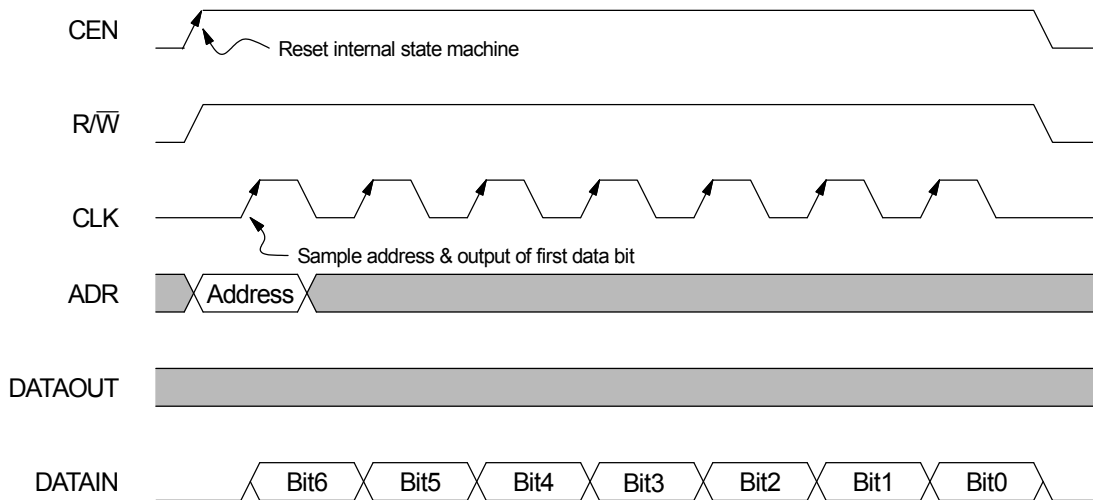 CEN
Reset internal state machine
R/W̅
CLK
Sample address & output of first data bit
ADR
Address
DATAOUT
DATAIN
Bit6 Bit5 Bit4 Bit3 Bit2 Bit1 Bit0